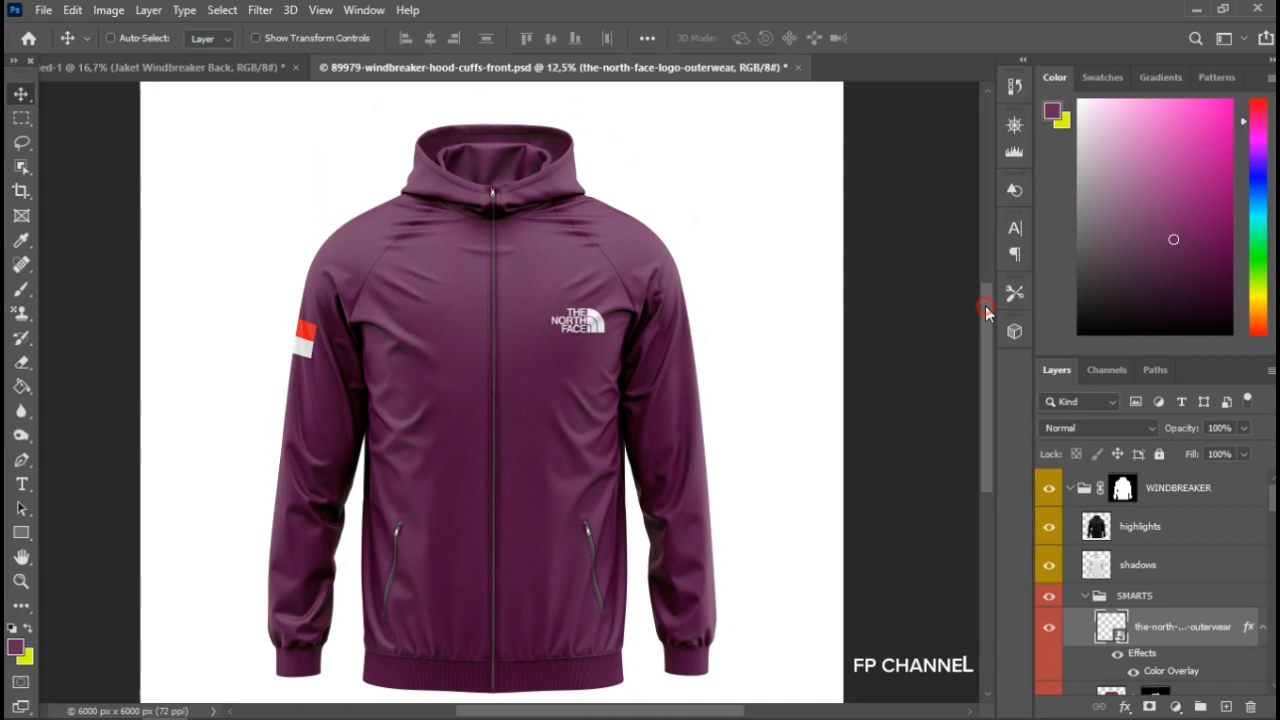 Ps File Edit Image Layer Type Select Filter 3D View Window Help
Auto-Select: Layer Show Transform Controls 3D Mode:
ed-1 @ 16,7% (Jaket Windbreaker Back, RGB/8#) * × © 89979-windbreaker-hood-cuffs-front.psd @ 12,5% (the-north-face-logo-outerwear, RGB/8#) * ×
Color Swatches Gradients Patterns
THE
NORTH
FACE
Layers Channels Paths
Kind
Normal Opacity: 100%
Lock: Fill: 100%
WINDBREAKER
highlights
shadows
SMARTS
the-north-...-outerwear fx
Effects
Color Overlay
FP CHANNEL
© 6000 px x 6000 px (72 ppi)